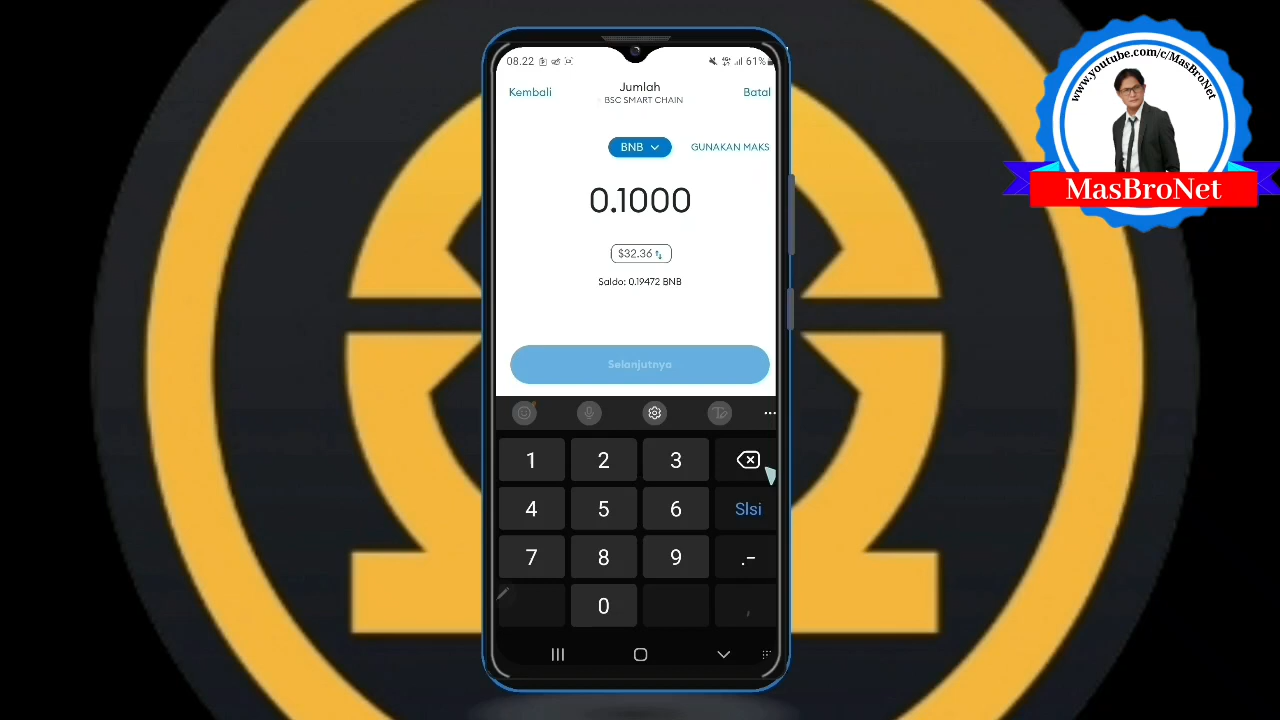 08.22
61%
Kembali
Jumlah
Batal
BSC SMART CHAIN
BNB
GUNAKAN MAKS
0.1000
$32.36
Saldo: 0.19472 BNB
Selanjutnya
1 2 3
4 5 6 Slsi
7 8 9 .-
0 ,
www.youtube.com/c/MasBroNet
MasBroNet